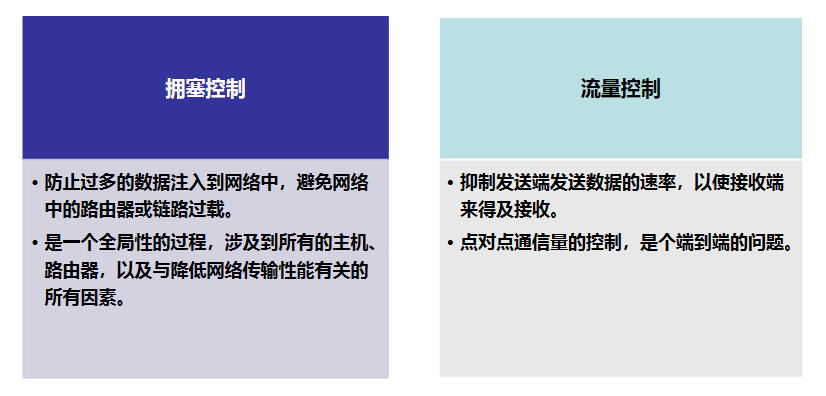 拥塞控制
• 防止过多的数据注入到网络中，避免网络
中的路由器或链路过载。
• 是一个全局性的过程，涉及到所有的主机、
路由器，以及与降低网络传输性能有关的
所有因素。
流量控制
• 抑制发送端发送数据的速率，以使接收端
来得及接收。
• 点对点通信量的控制，是个端到端的问题。